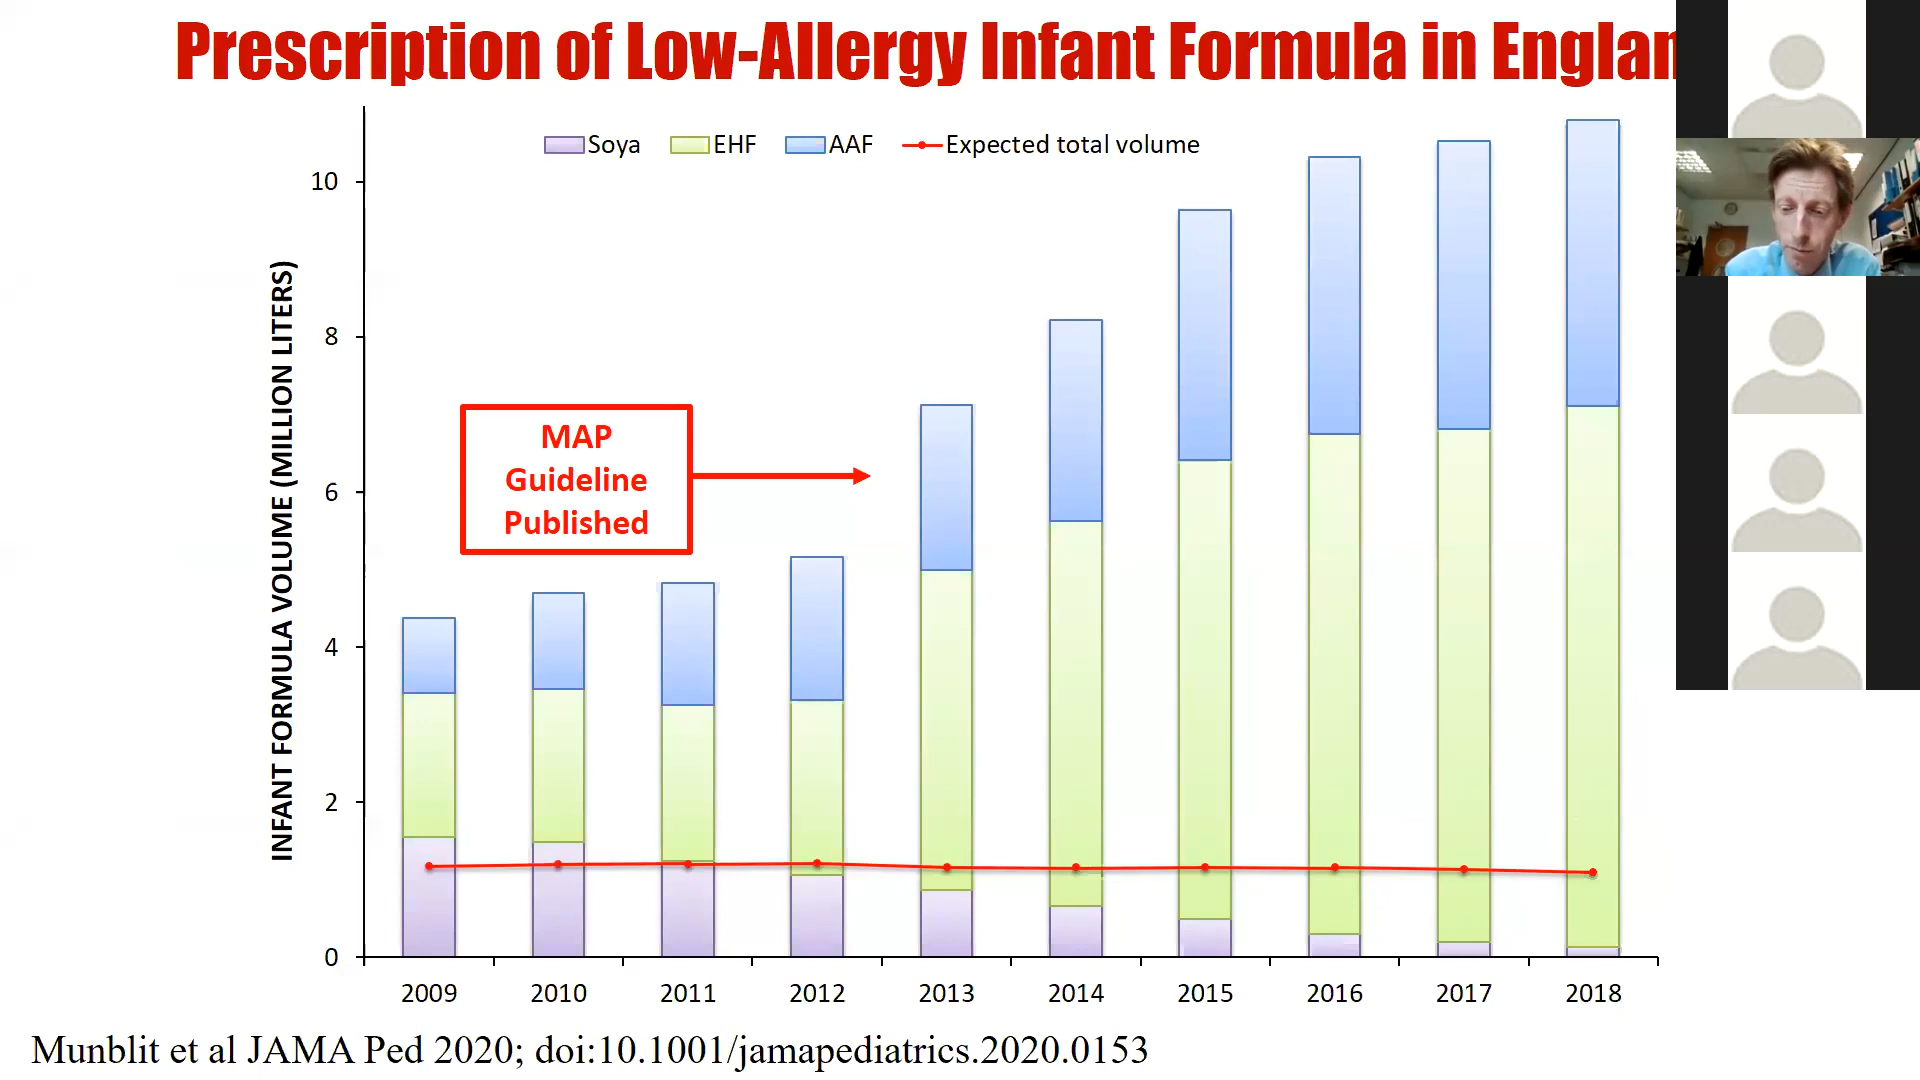 Prescription of Low-Allergy Infant Formula in Englan
Soya EHF AAF Expected total volume
INFANT FORMULA VOLUME (MILLION LITERS)
10
8
6
4
2
0
MAP
Guideline
Published
2009 2010 2011 2012 2013 2014 2015 2016 2017 2018
Munblit et al JAMA Ped 2020; doi:10.1001/jamapediatrics.2020.0153